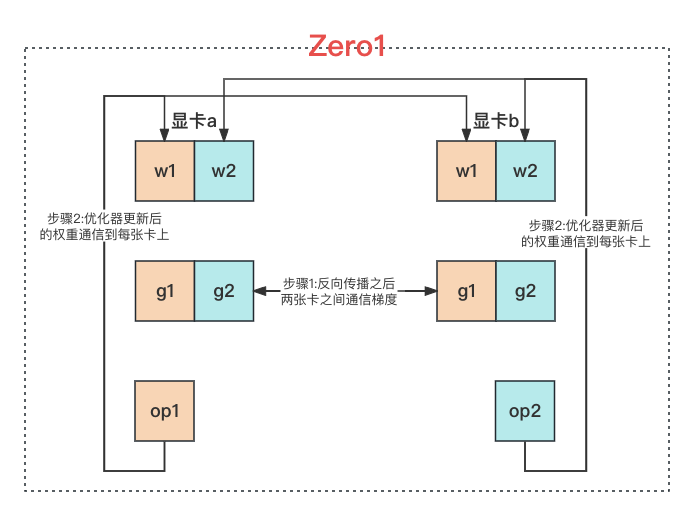 Zero1
显卡a
显卡b
w1
w2
w1
w2
步骤2:优化器更新后
的权重通信到每张卡上
步骤2:优化器更新后
的权重通信到每张卡上
g1
g2
步骤1:反向传播之后
两张卡之间通信梯度
g1
g2
op1
op2